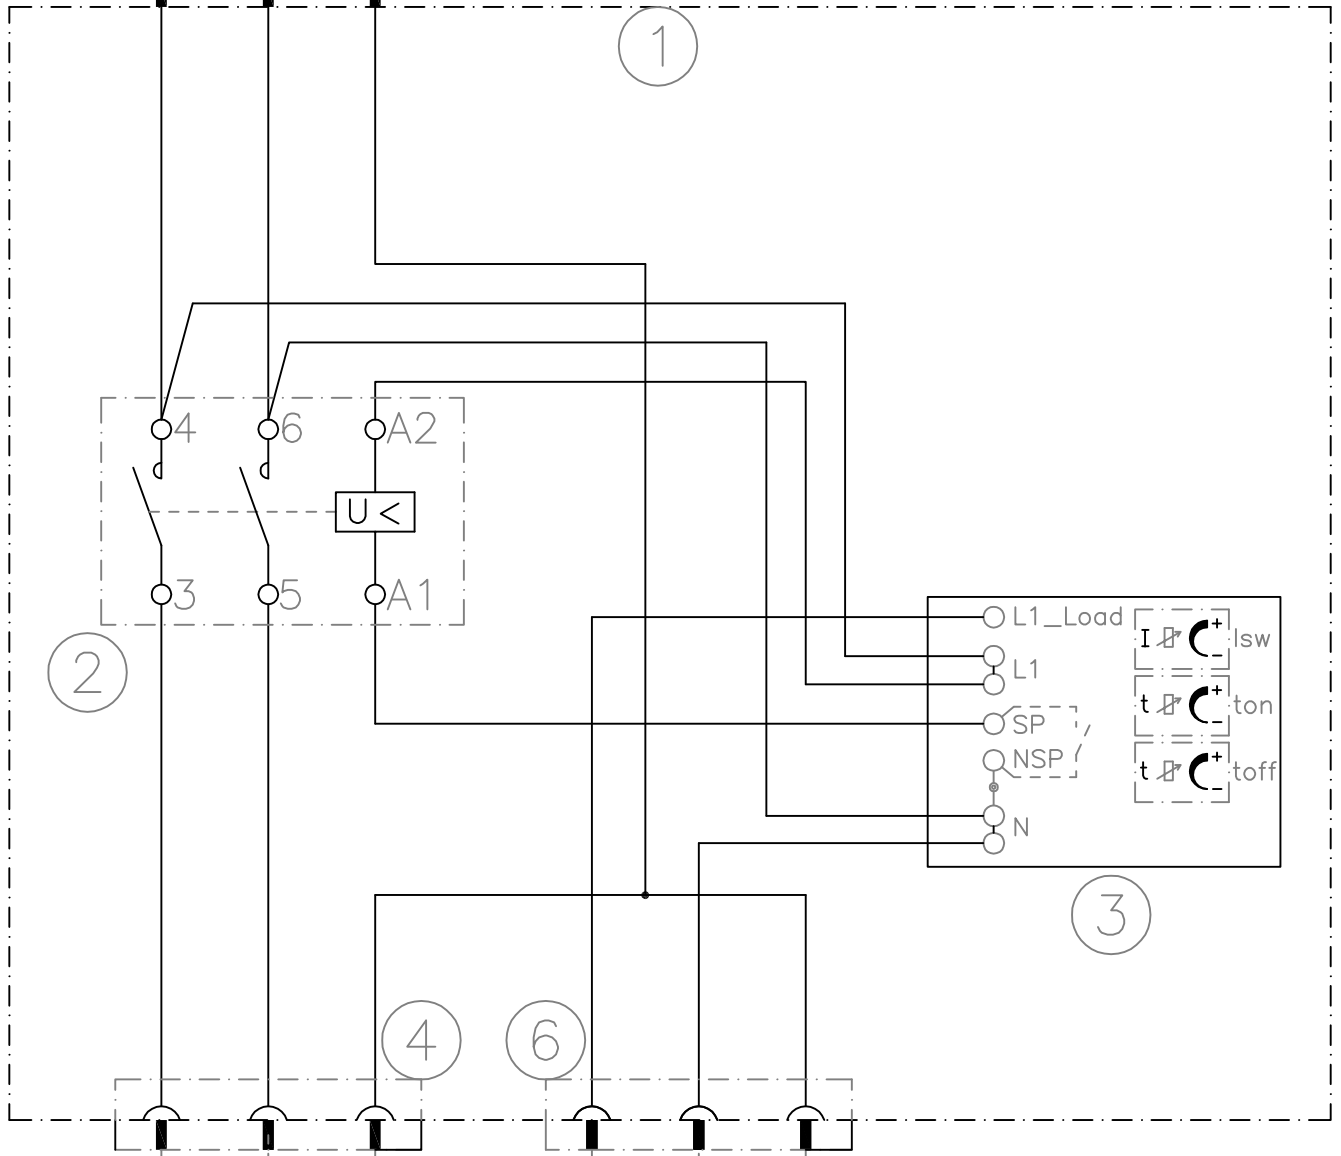 1
4
6
A2
U <
3
5
A1
2
L1_Load
L1
SP
NSP
N
I + − Isw
t + − ton
t + − toff
3
4
6